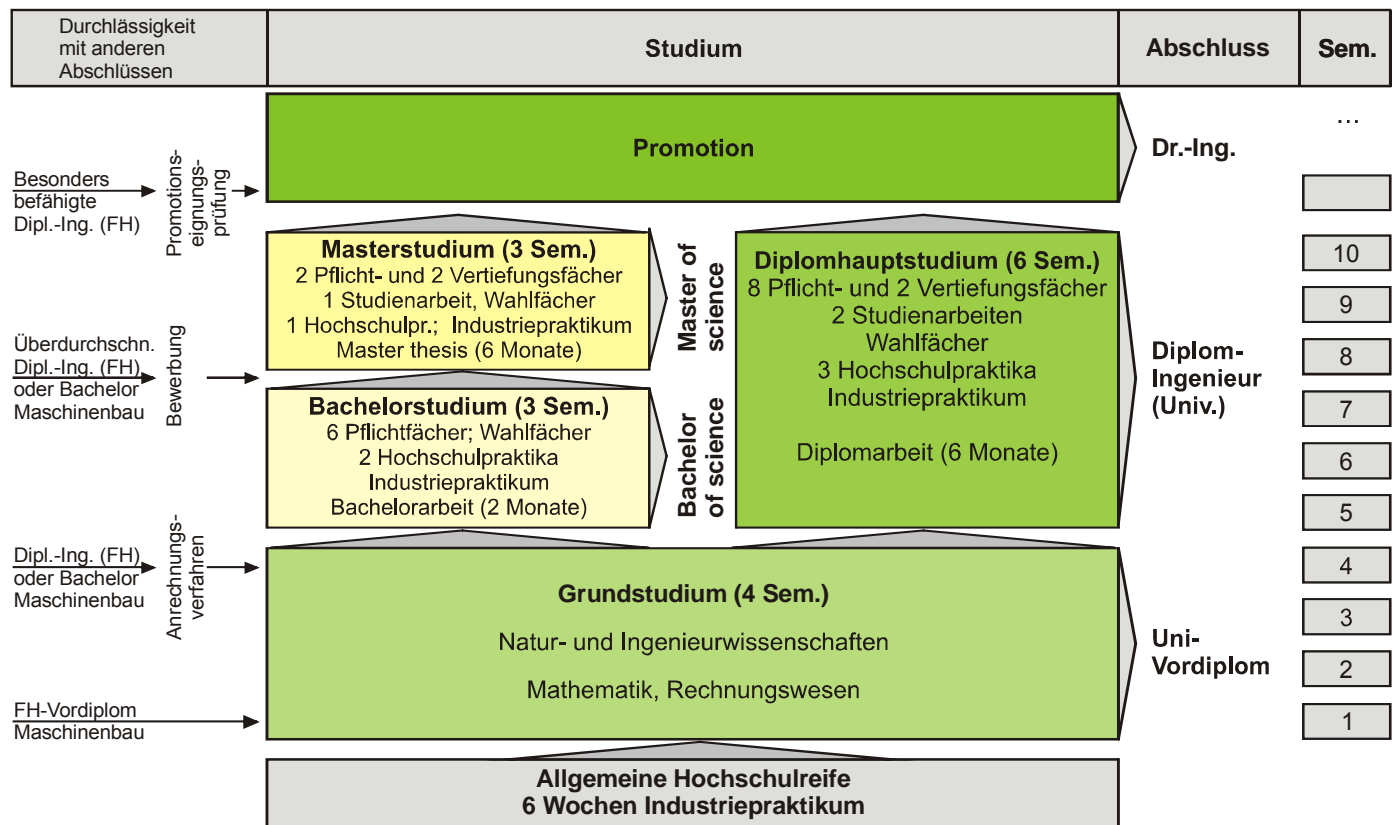 Durchlässigkeit
mit anderen
Abschlüssen
Studium
Abschluss
Sem.
Besonders
befähigte
Dipl.-Ing. (FH)
Promotions-
eignungs-
prüfung
Promotion
Dr.-Ing.
...
Überdurchschn.
Dipl.-Ing. (FH)
oder Bachelor
Maschinenbau
Bewerbung
Masterstudium (3 Sem.)
2 Pflicht- und 2 Vertiefungsfächer
1 Studienarbeit, Wahlfächer
1 Hochschulpr.; Industriepraktikum
Master thesis (6 Monate)
Master of
science
Bachelorstudium (3 Sem.)
6 Pflichtfächer; Wahlfächer
2 Hochschulpraktika
Industriepraktikum
Bachelorarbeit (2 Monate)
Bachelor
of science
Diplomhauptstudium (6 Sem.)
8 Pflicht- und 2 Vertiefungsfächer
2 Studienarbeiten
Wahlfächer
3 Hochschulpraktika
Industriepraktikum
Diplomarbeit (6 Monate)
Diplom-
Ingenieur
(Univ.)
10
9
8
7
6
5
Dipl.-Ing. (FH)
oder Bachelor
Maschinenbau
Anrechnungs-
verfahren
FH-Vordiplom
Maschinenbau
Grundstudium (4 Sem.)
Natur- und Ingenieurwissenschaften
Mathematik, Rechnungswesen
Uni-
Vordiplom
4
3
2
1
Allgemeine Hochschulreife
6 Wochen Industriepraktikum